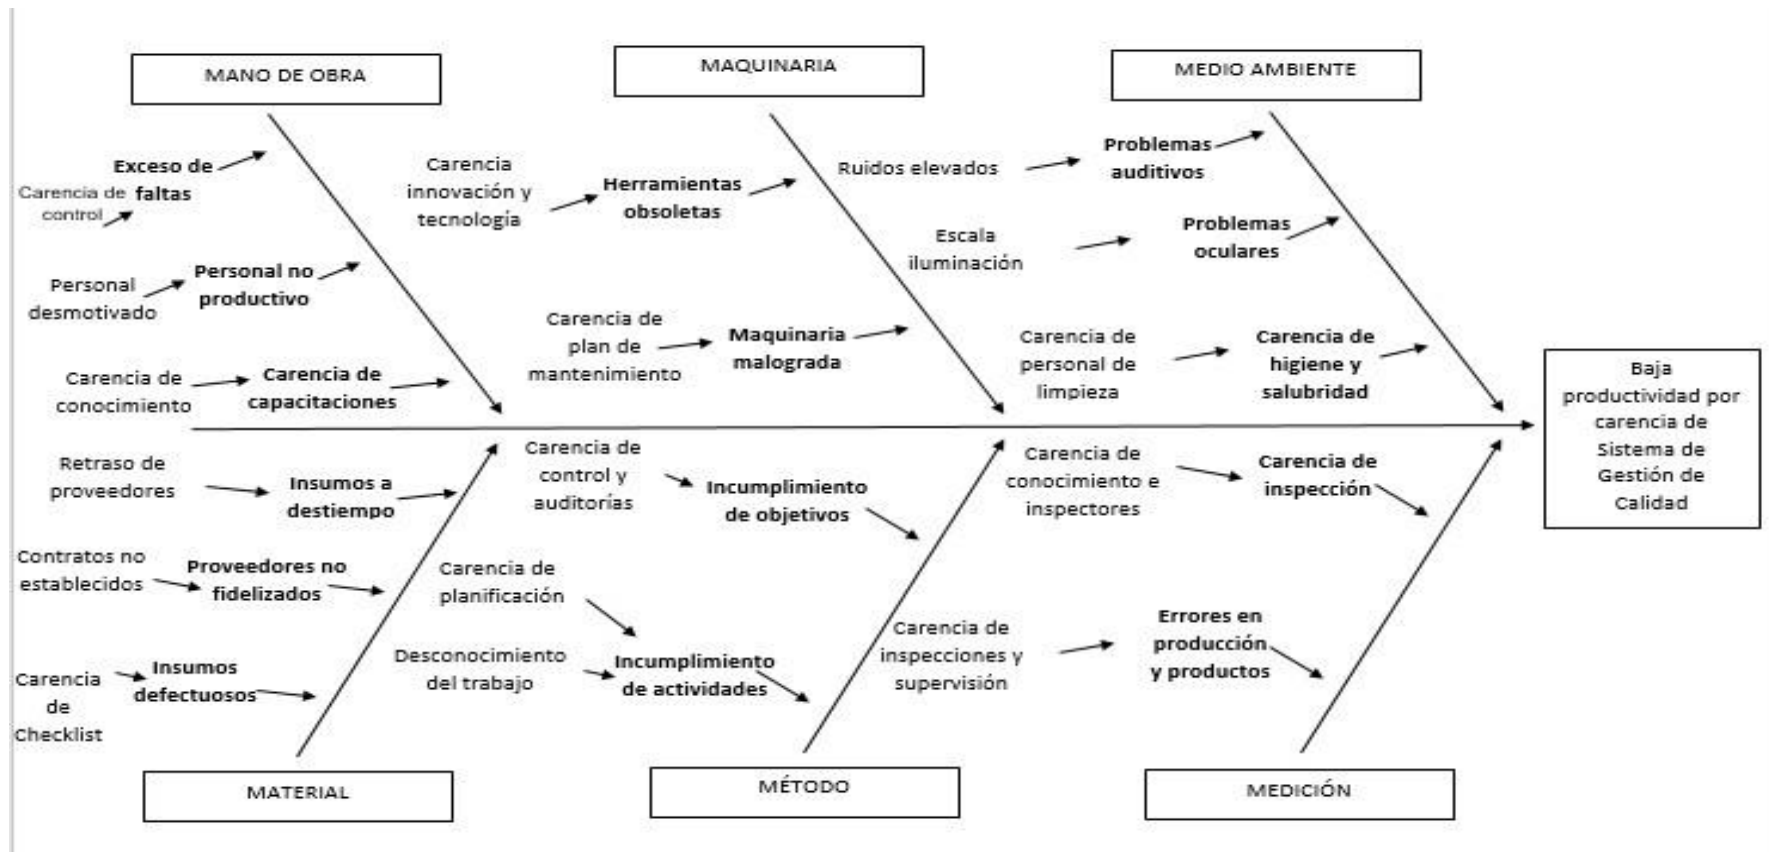 MANO DE OBRA
MAQUINARIA
MEDIO AMBIENTE
Exceso de
faltas
Carencia de
control
Personal no
productivo
Personal
desmotivado
Carencia de
capacitaciones
Carencia de
conocimiento
Carencia
innovación y
tecnología
Herramientas
obsoletas
Carencia de
plan de
mantenimiento
Maquinaria
malograda
Ruidos elevados
Problemas
auditivos
Escala
iluminación
Problemas
oculares
Carencia de
personal de
limpieza
Carencia de
higiene y
salubridad
Baja
productividad por
carencia de
Sistema de
Gestión de
Calidad
Retraso de
proveedores
Insumos a
destiempo
Contratos no
establecidos
Proveedores no
fidelizados
Carencia
de
Checklist
Insumos
defectuosos
Carencia de
control y
auditorías
Incumplimiento
de objetivos
Carencia de
planificación
Desconocimiento
del trabajo
Incumplimiento
de actividades
Carencia de
conocimiento e
inspectores
Carencia de
inspección
Carencia de
inspecciones y
supervisión
Errores en
producción
y productos
MATERIAL
MÉTODO
MEDICIÓN